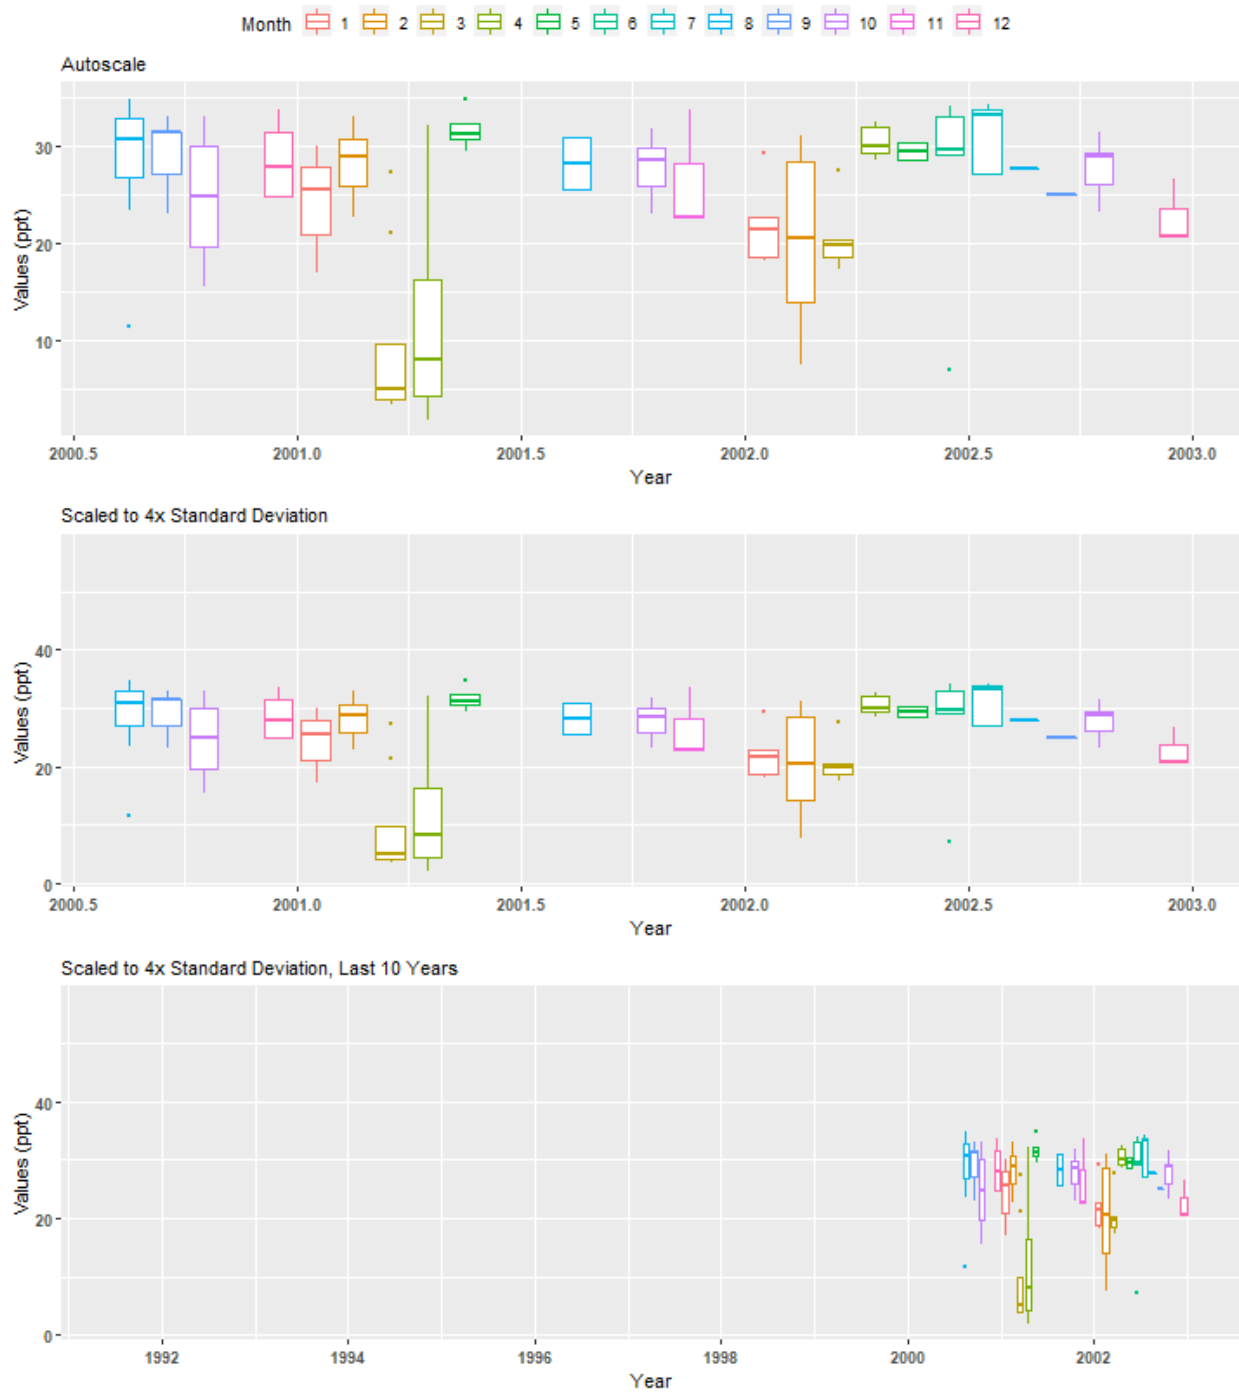 Month 1 2 3 4 5 6 7 8 9 10 11 12
Autoscale
Values (ppt)
30
20
10
2000.5 2001.0 2001.5 2002.0 2002.5 2003.0
Year
Scaled to 4x Standard Deviation
Values (ppt)
40
20
0
2000.5 2001.0 2001.5 2002.0 2002.5 2003.0
Year
Scaled to 4x Standard Deviation, Last 10 Years
Values (ppt)
40
20
0
1992 1994 1996 1998 2000 2002
Year